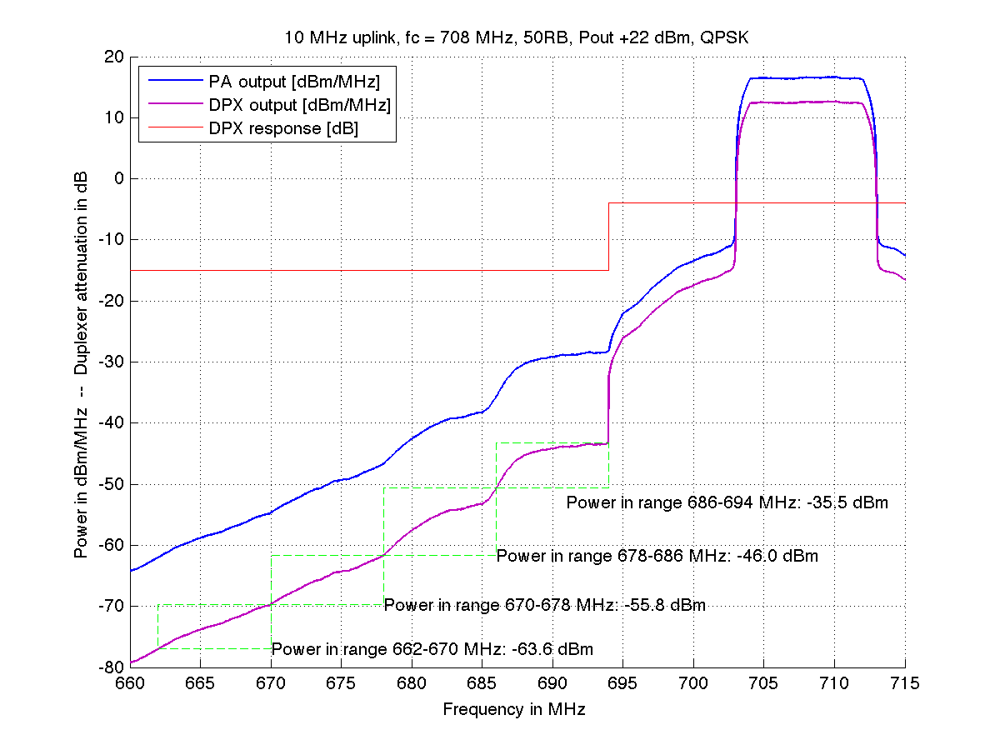 10 MHz uplink, fc = 708 MHz, 50RB, Pout +22 dBm, QPSK
PA output [dBm/MHz]
DPX output [dBm/MHz]
DPX response [dB]
20
10
0
-10
-20
-30
-40
-50
-60
-70
-80
Power in dBm/MHz -- Duplexer attenuation in dB
Power in range 686-694 MHz: -35.5 dBm
Power in range 678-686 MHz: -46.0 dBm
Power in range 670-678 MHz: -55.8 dBm
Power in range 662-670 MHz: -63.6 dBm
660 665 670 675 680 685 690 695 700 705 710 715
Frequency in MHz